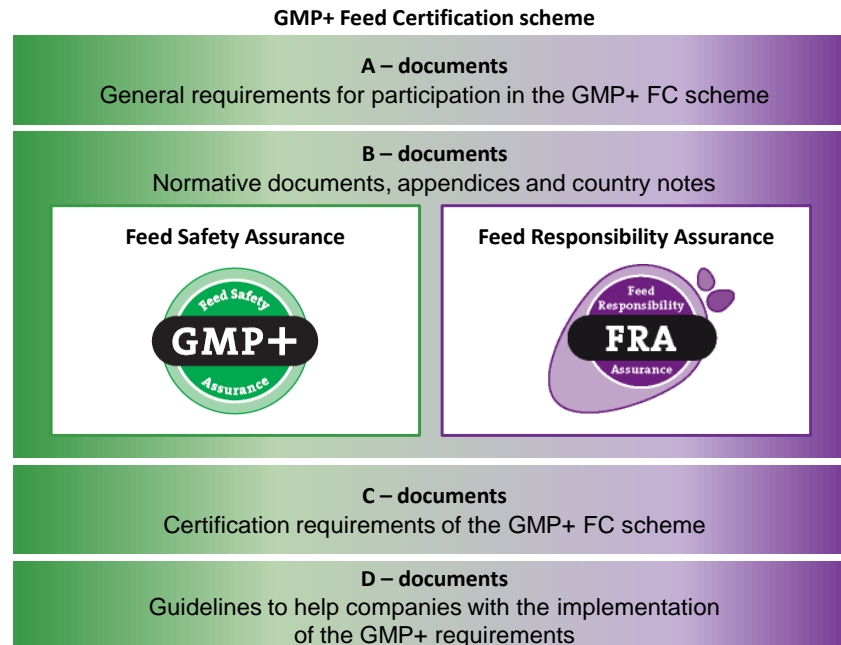 GMP+ Feed Certification scheme
A – documents
General requirements for participation in the GMP+ FC scheme
B – documents
Normative documents, appendices and country notes
Feed Safety Assurance
Feed Safety
GMP+
Assurance
Feed Responsibility Assurance
Feed
Responsibility
FRA
Assurance
C – documents
Certification requirements of the GMP+ FC scheme
D – documents
Guidelines to help companies with the implementation
of the GMP+ requirements